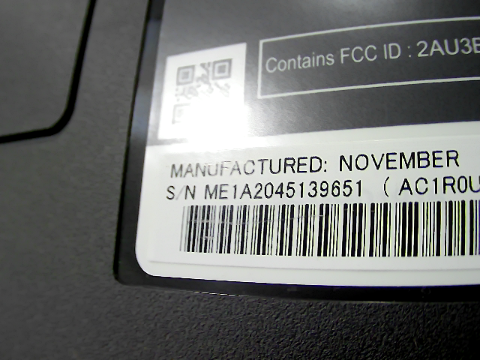 Contains FCC ID : 2AU3E
MANUFACTURED: NOVEMBER
S/N ME1A2045139651 ( AC1R0U